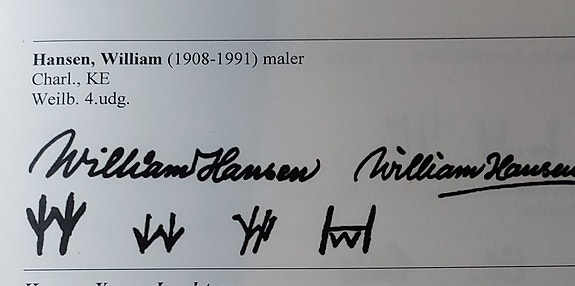 Hansen, William (1908-1991) maler
Charl., KE
Weilb. 4.udg.
William Hansen William Hansen